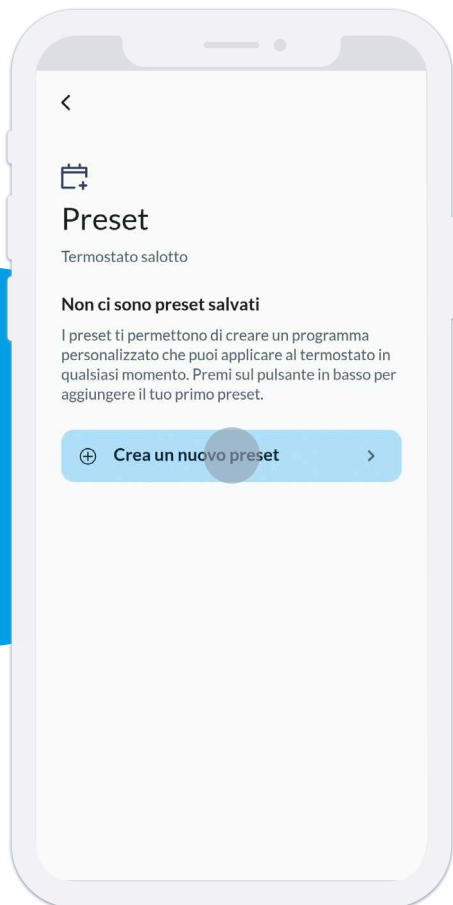 Preset
Termostato salotto
Non ci sono preset salvati
I preset ti permettono di creare un programma
personalizzato che puoi applicare al termostato in
qualsiasi momento. Premi sul pulsante in basso per
aggiungere il tuo primo preset.
Crea un nuovo preset